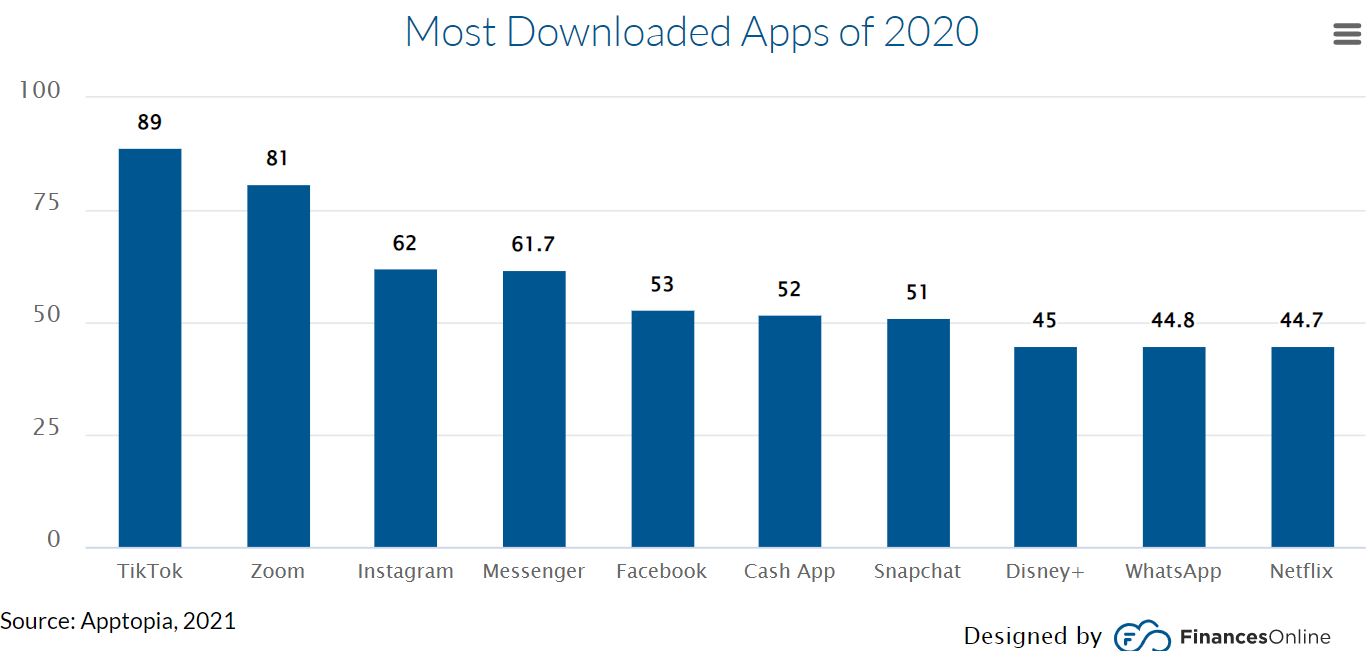 Most Downloaded Apps of 2020
100
75
50
25
0
89
81
62
61.7
53
52
51
45
44.8
44.7
TikTok
Zoom
Instagram
Messenger
Facebook
Cash App
Snapchat
Disney+
WhatsApp
Netflix
Source: Apptopia, 2021
Designed by F FinancesOnline